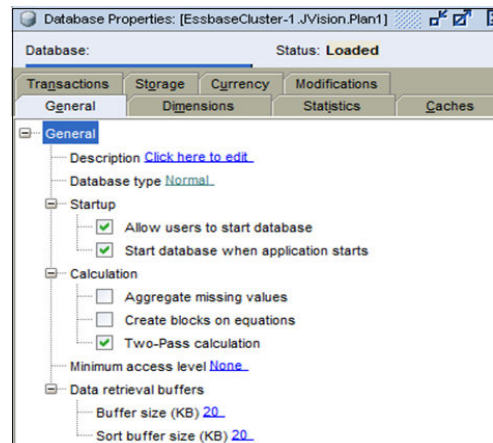 Database Properties: [EssbaseCluster-1.JVision.Plan1]
Database: Status: Loaded
Transactions Storage Currency Modifications
General Dimensions Statistics Caches
General
Description Click here to edit
Database type Normal
Startup
Allow users to start database
Start database when application starts
Calculation
Aggregate missing values
Create blocks on equations
Two-Pass calculation
Minimum access level None
Data retrieval buffers
Buffer size (KB) 20
Sort buffer size (KB) 20